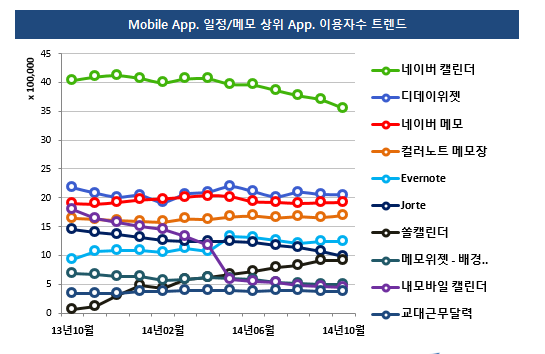 Mobile App. 일정/메모 상위 App. 이용자수 트렌드
x 100,000
45
40
35
30
25
20
15
10
5
0
13년10월
14년02월
14년06월
14년10월
네이버 캘린더
디데이위젯
네이버 메모
컬러노트 메모장
Evernote
Jorte
쏠캘린더
메모위젯 - 배경..
내모바일 캘린더
교대근무달력